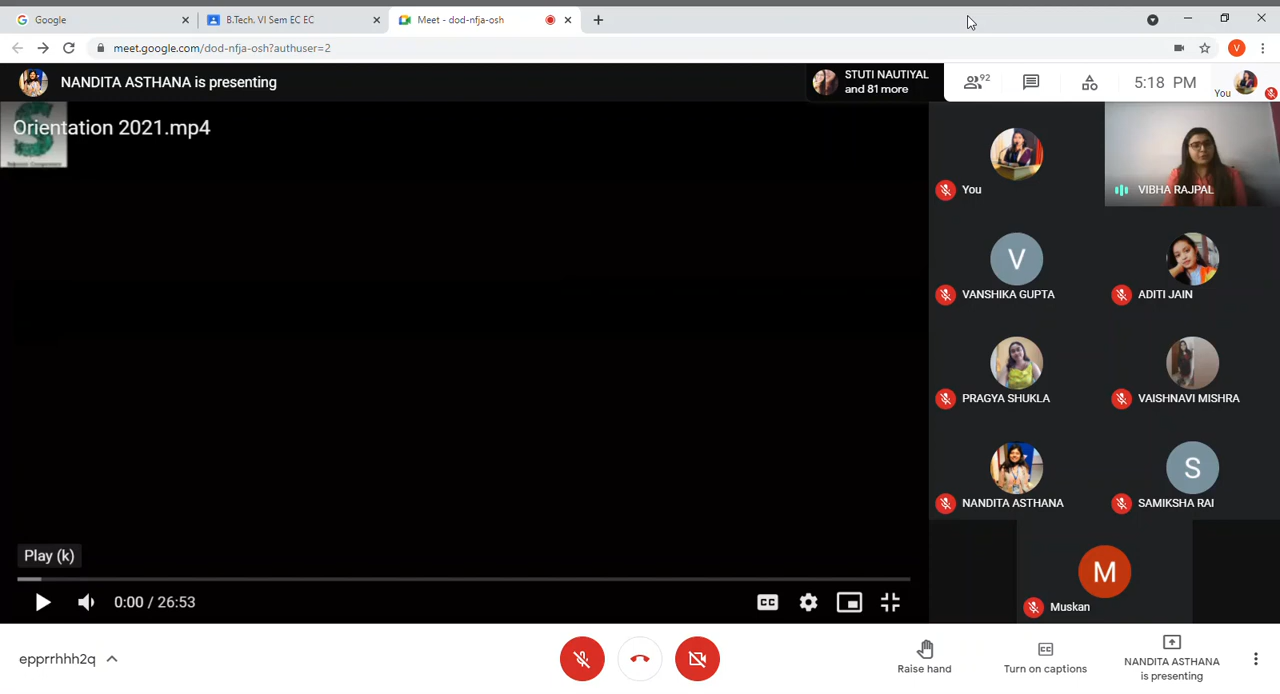 Google
B.Tech. VI Sem EC EC
Meet - dod-nfja-osh
meet.google.com/dod-nfja-osh?authuser=2
V
NANDITA ASTHANA is presenting
STUTI NAUTIYAL
and 81 more
92
5:18 PM
You
Orientation 2021.mp4
S
You
VIBHA RAJPAL
V
VANSHIKA GUPTA
ADITI JAIN
PRAGYA SHUKLA
VAISHNAVI MISHRA
NANDITA ASTHANA
S
SAMIKSHA RAI
M
Muskan
Play (k)
0:00 / 26:53
CC
epprrhhh2q
Raise hand
Turn on captions
NANDITA ASTHANA
is presenting